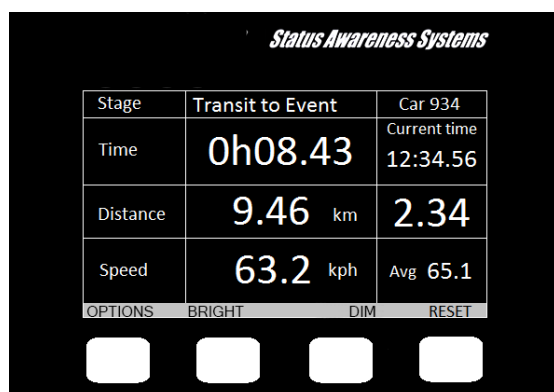 Status Awareness Systems
Stage Transit to Event Car 934
Time 0h08.43 Current time
12:34.56
Distance 9.46 km 2.34
Speed 63.2 kph Avg 65.1
OPTIONS BRIGHT DIM RESET